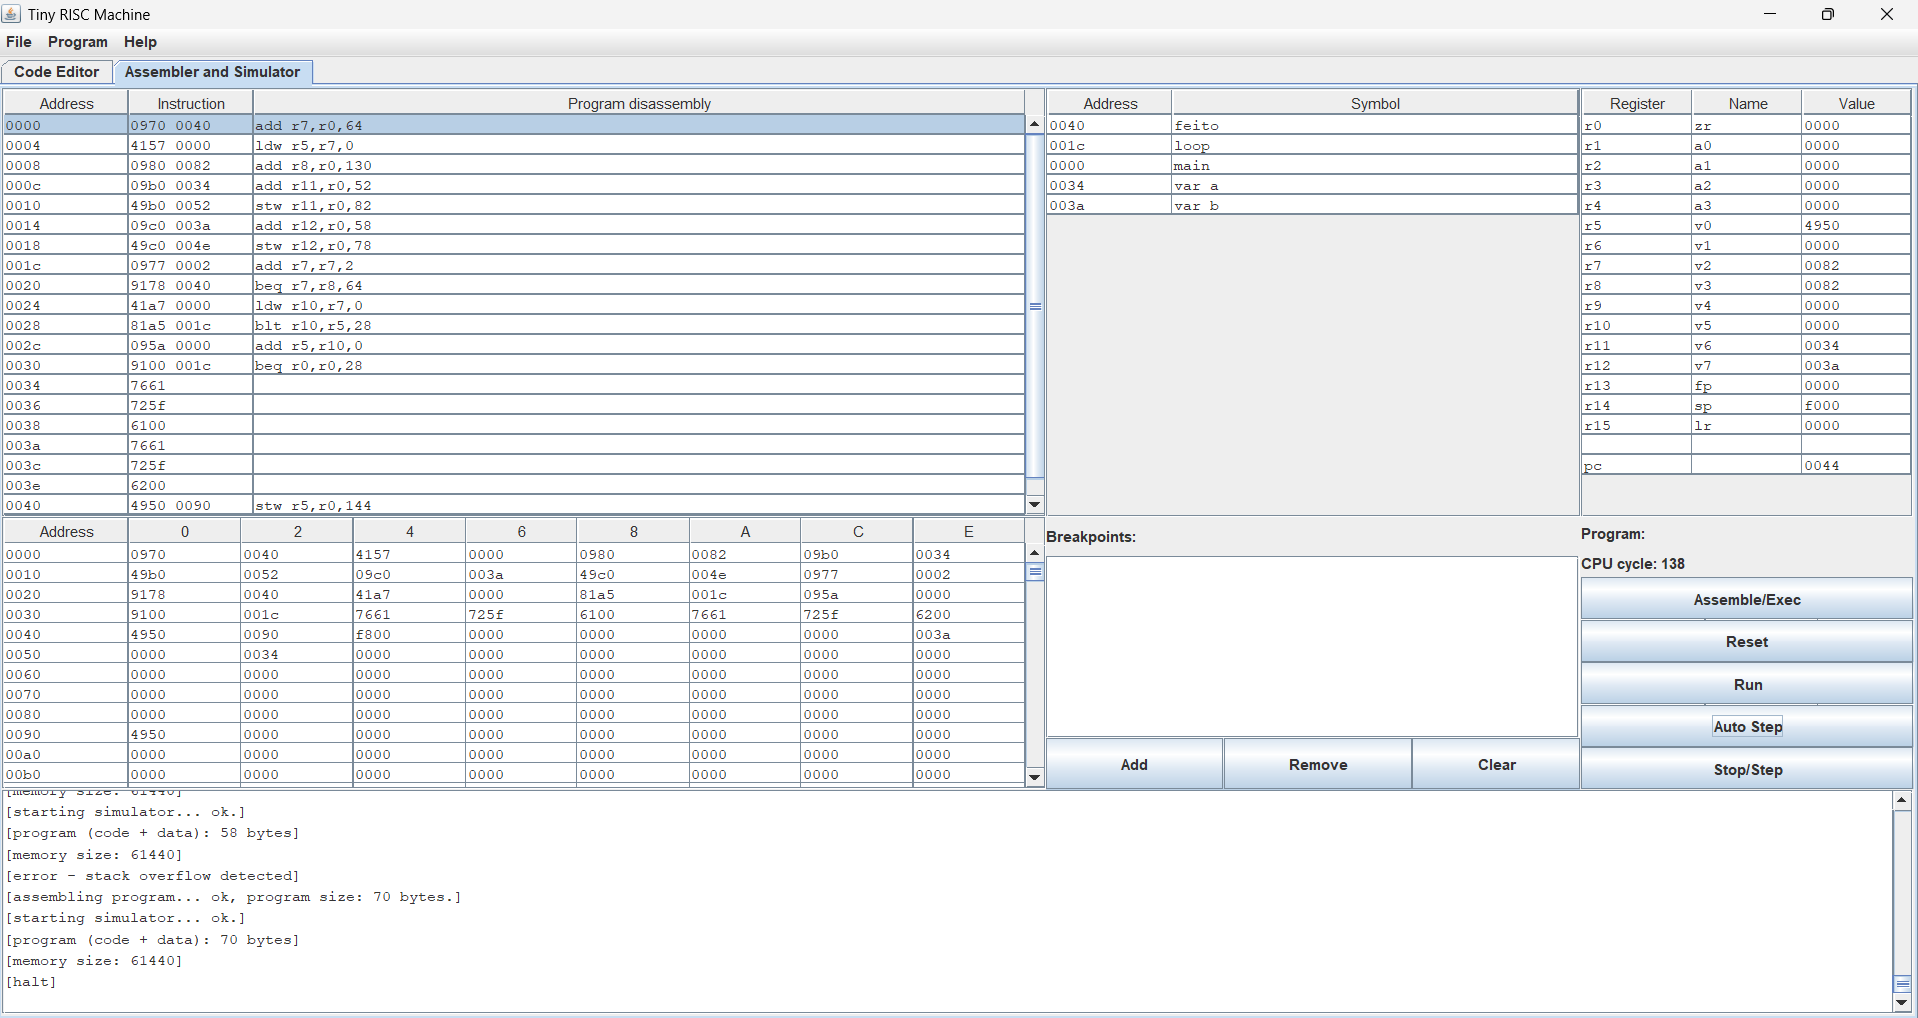 Tiny RISC Machine
File Program Help
Code Editor Assembler and Simulator
Address Instruction Program disassembly
0000 0970 0040 add r7,r0,64
0004 4157 0000 ldw r5,r7,0
0008 0980 0082 add r8,r0,130
000c 09b0 0034 add r11,r0,52
0010 49b0 0052 stw r11,r0,82
0014 09c0 003a add r12,r0,58
0018 49c0 004e stw r12,r0,78
001c 0977 0002 add r7,r7,2
0020 9178 0040 beq r7,r8,64
0024 41a7 0000 ldw r10,r7,0
0028 81a5 001c blt r10,r5,28
002c 095a 0000 add r5,r10,0
0030 9100 001c beq r0,r0,28
0034 7661
0036 725f
0038 6100
003a 7661
003c 725f
003e 6200
0040 4950 0090 stw r5,r0,144
Address Symbol
0040 feito
001c loop
0000 main
0034 var a
003a var b
Register Name Value
r0 zr 0000
r1 a0 0000
r2 a1 0000
r3 a2 0000
r4 a3 0000
r5 v0 4950
r6 v1 0000
r7 v2 0082
r8 v3 0082
r9 v4 0000
r10 v5 0000
r11 v6 0034
r12 v7 003a
r13 fp 0000
r14 sp f000
r15 lr 0000
pc 0044
Address 0 2 4 6 8 A C E
0000 0970 0040 4157 0000 0980 0082 09b0 0034
0010 49b0 0052 09c0 003a 49c0 004e 0977 0002
0020 9178 0040 41a7 0000 81a5 001c 095a 0000
0030 9100 001c 7661 725f 6100 7661 725f 6200
0040 4950 0090 f800 0000 0000 0000 0000 003a
0050 0000 0034 0000 0000 0000 0000 0000 0000
0060 0000 0000 0000 0000 0000 0000 0000 0000
0070 0000 0000 0000 0000 0000 0000 0000 0000
0080 0000 0000 0000 0000 0000 0000 0000 0000
0090 4950 0000 0000 0000 0000 0000 0000 0000
00a0 0000 0000 0000 0000 0000 0000 0000 0000
00b0 0000 0000 0000 0000 0000 0000 0000 0000
Breakpoints:
Add Remove Clear
Program:
CPU cycle: 138
Assemble/Exec
Reset
Run
Auto Step
Stop/Step
[memory size: 61440]
[starting simulator... ok.]
[program (code + data): 58 bytes]
[memory size: 61440]
[error - stack overflow detected]
[assembling program... ok, program size: 70 bytes.]
[starting simulator... ok.]
[program (code + data): 70 bytes]
[memory size: 61440]
[halt]